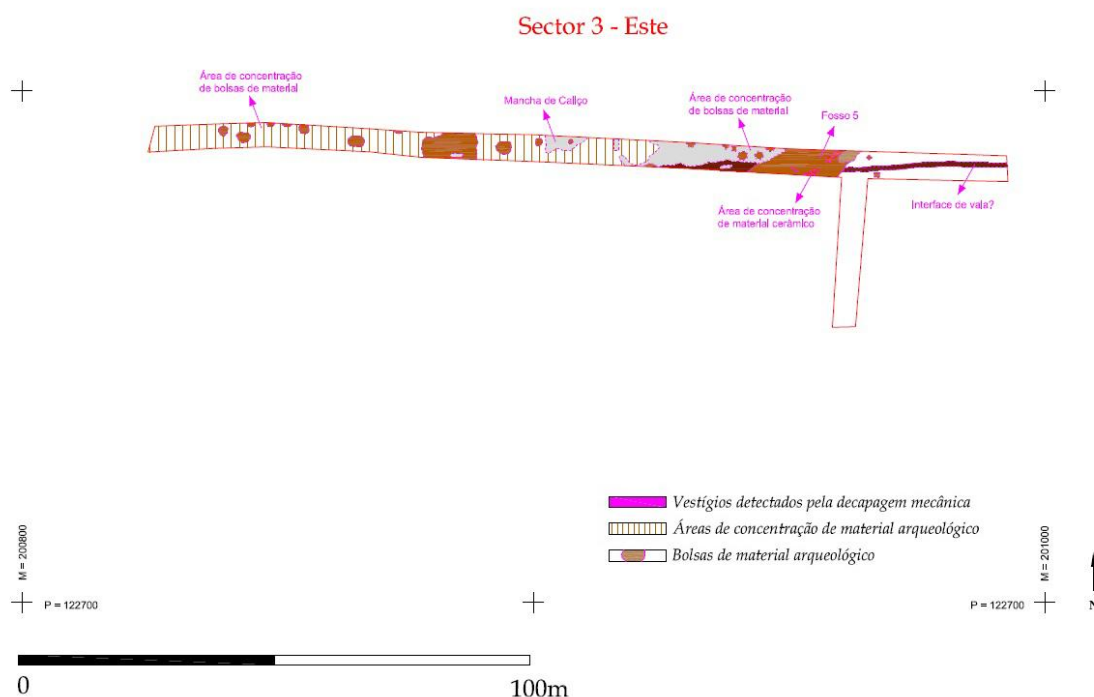 Sector 3 - Este
Área de concentração
de bolsas de material
Mancha de Caliço
Área de concentração
de bolsas de material
Fosso 5
Área de concentração
de material cerâmico
Interface de vala?
Vestígios detectados pela decapagem mecânica
Áreas de concentração de material arqueológico
Bolsas de material arqueológico
M = 200800
P = 122700
M = 201000
P = 122700
N
0
100m